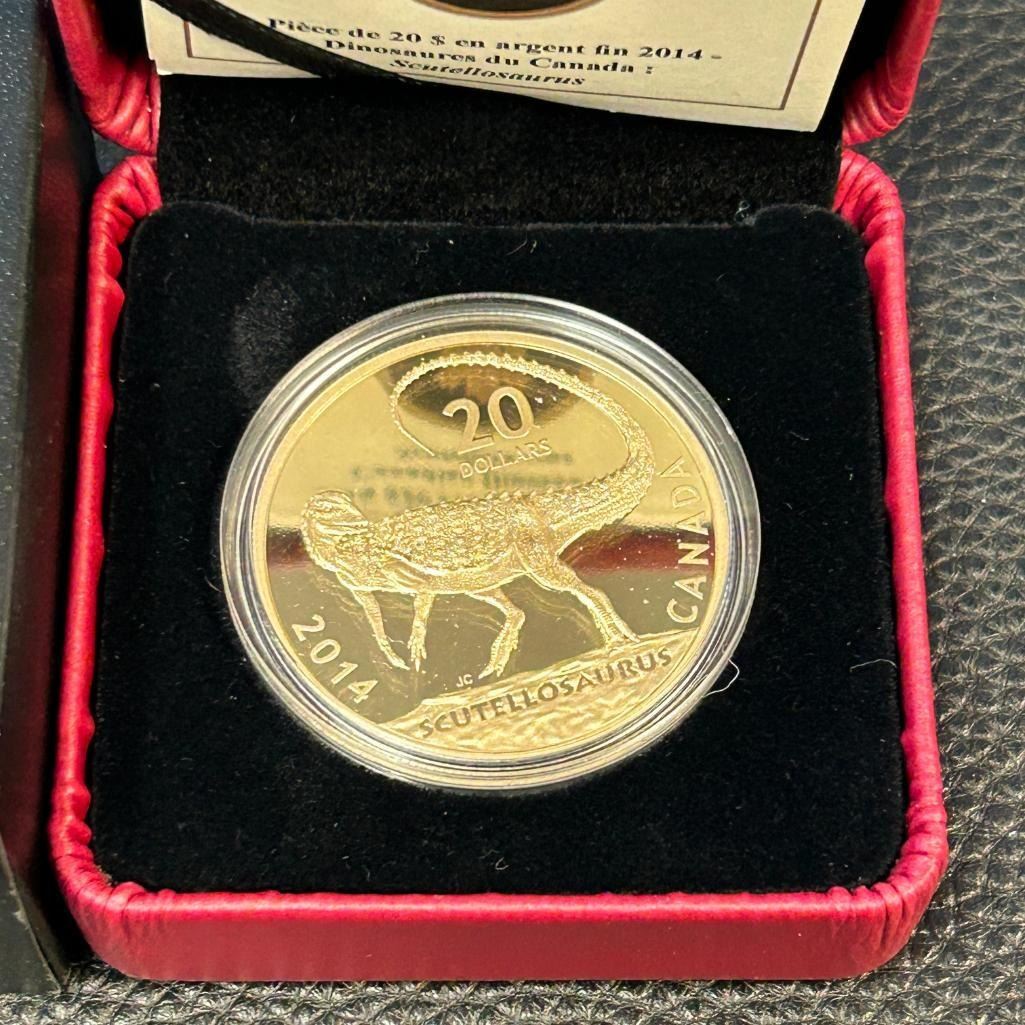 Pièce de 20 $ en argent fin 2014 -
Dinosaures du Canada :
Scutellosaurus
20
DOLLARS
CANADA
2014
JC
SCUTELLOSAURUS